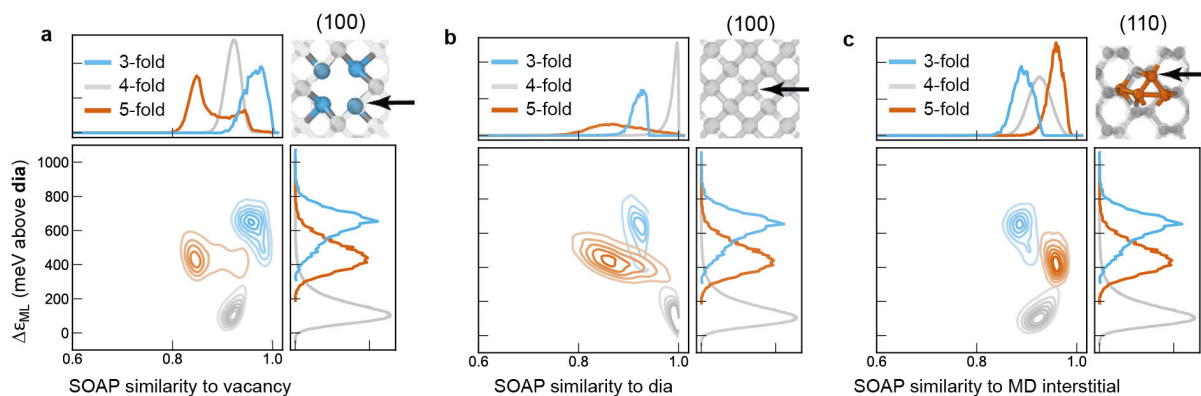 a
3-fold
4-fold
5-fold
(100)
1000
800
600
400
200
0
Δε_ML (meV above dia)
0.6
0.8
1.0
SOAP similarity to vacancy
b
3-fold
4-fold
5-fold
(100)
0.6
0.8
1.0
SOAP similarity to dia
c
3-fold
4-fold
5-fold
(110)
0.6
0.8
1.0
SOAP similarity to MD interstitial